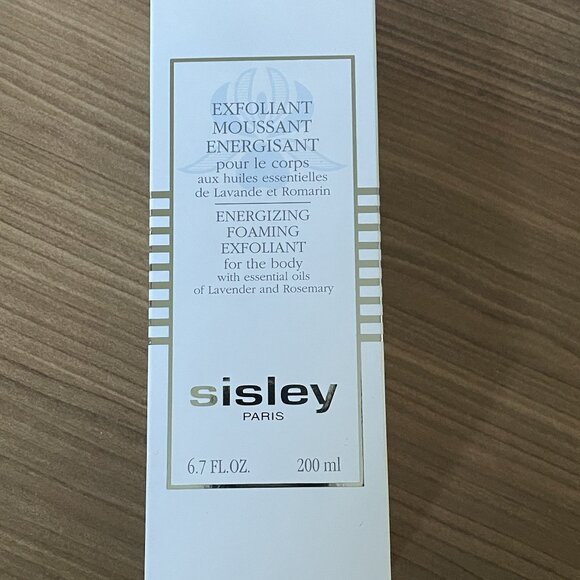 EXFOLIANT
MOUSSANT
ENERGISANT
pour le corps
aux huiles essentielles
de Lavande et Romarin
ENERGIZING
FOAMING
EXFOLIANT
for the body
with essential oils
of Lavender and Rosemary
sisley
PARIS
6.7 FL.OZ. 200 ml